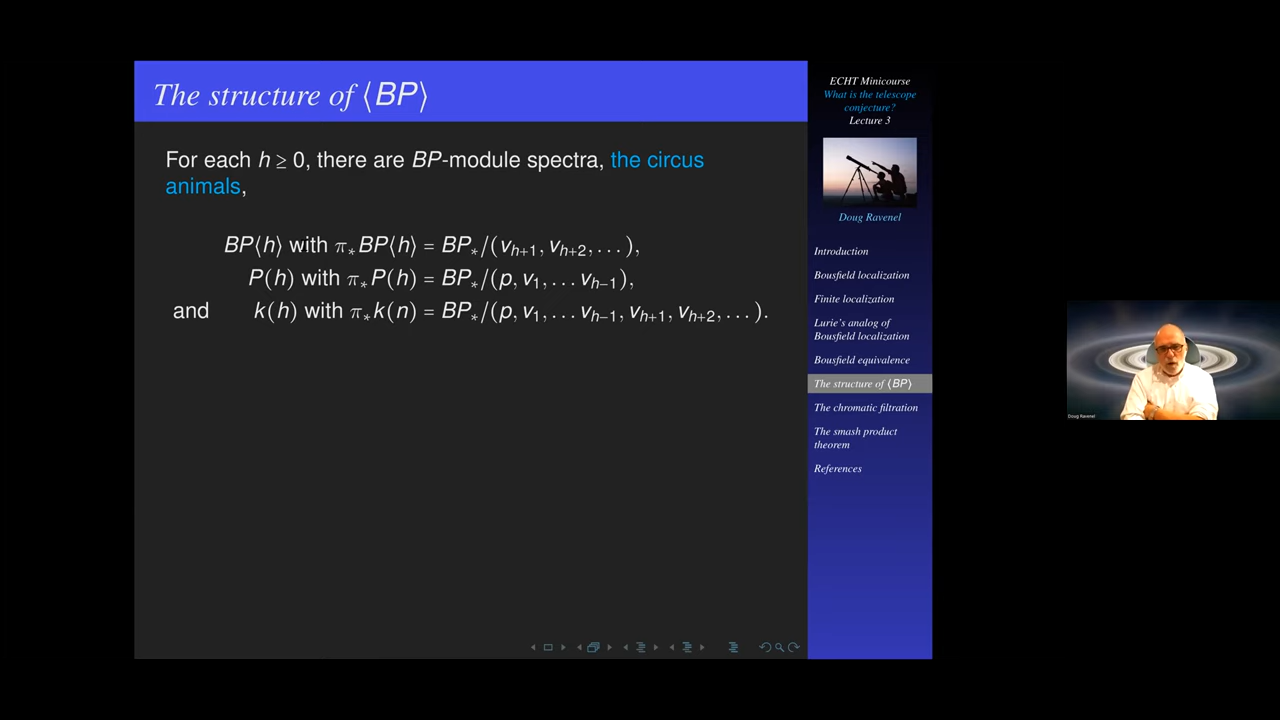 The structure of ⟨BP⟩
For each h ≥ 0, there are BP-module spectra, the circus
animals,
BP⟨h⟩ with π∗BP⟨h⟩ = BP∗/(vₕ₊₁, vₕ₊₂, . . . ),
P(h) with π∗P(h) = BP∗/(p, v₁, . . . vₕ₋₁),
and k(h) with π∗k(n) = BP∗/(p, v₁, . . . vₕ₋₁, vₕ₊₁, vₕ₊₂, . . . ).
ECHT Minicourse
What is the telescope
conjecture?
Lecture 3
Doug Ravenel
Introduction
Bousfield localization
Finite localization
Lurie's analog of
Bousfield localization
Bousfield equivalence
The structure of ⟨BP⟩
The chromatic filtration
The smash product
theorem
References
Doug Ravenel